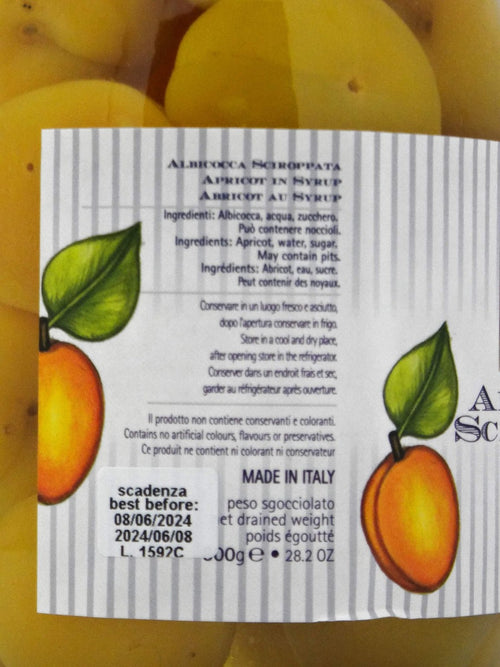 ALBICOCCA SCIROPPATA
APRICOT IN SYRUP
ABRICOT AU SYRUP
Ingredienti: Albicocca, acqua, zucchero.
Può contenere noccioli.
Ingredients: Apricot, water, sugar.
May contain pits.
Ingrédients: Abricot, eau, sucre.
Peut contenir des noyaux.
Conservare in un luogo fresco e asciutto,
dopo l'apertura conservare in frigo.
Store in a cool and dry place,
after opening store in the refrigerator.
Conserver dans un endroit frais et sec,
garder au réfrigérateur après ouverture.
Il prodotto non contiene conservanti e coloranti.
Contains no artificial colours, flavours or preservatives.
Ce produit ne contient ni colorant ni conservateur
MADE IN ITALY
peso sgocciolato
et drained weight
poids égoutté
00g e • 28.2 OZ
scadenza
best before:
08/06/2024
2024/06/08
L. 1592C
A
SC